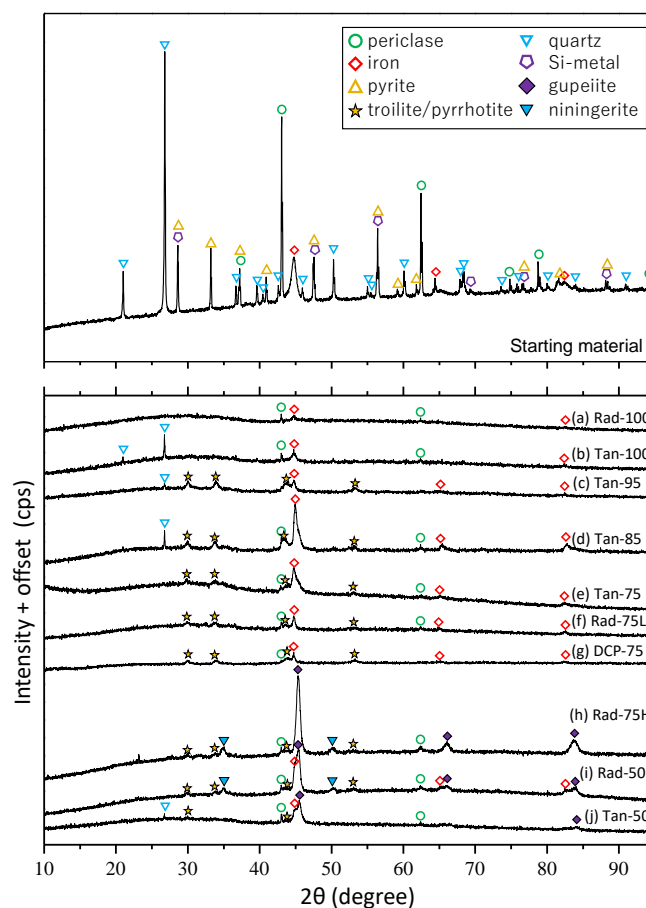 periclase quartz
iron Si-metal
pyrite gupeiite
troilite/pyrrhotite niningerite
Starting material
Intensity + offset (cps)
(a) Rad-100
(b) Tan-100
(c) Tan-95
(d) Tan-85
(e) Tan-75
(f) Rad-75L
(g) DCP-75
(h) Rad-75H
(i) Rad-50
(j) Tan-50
10 20 30 40 50 60 70 80 90
2θ (degree)